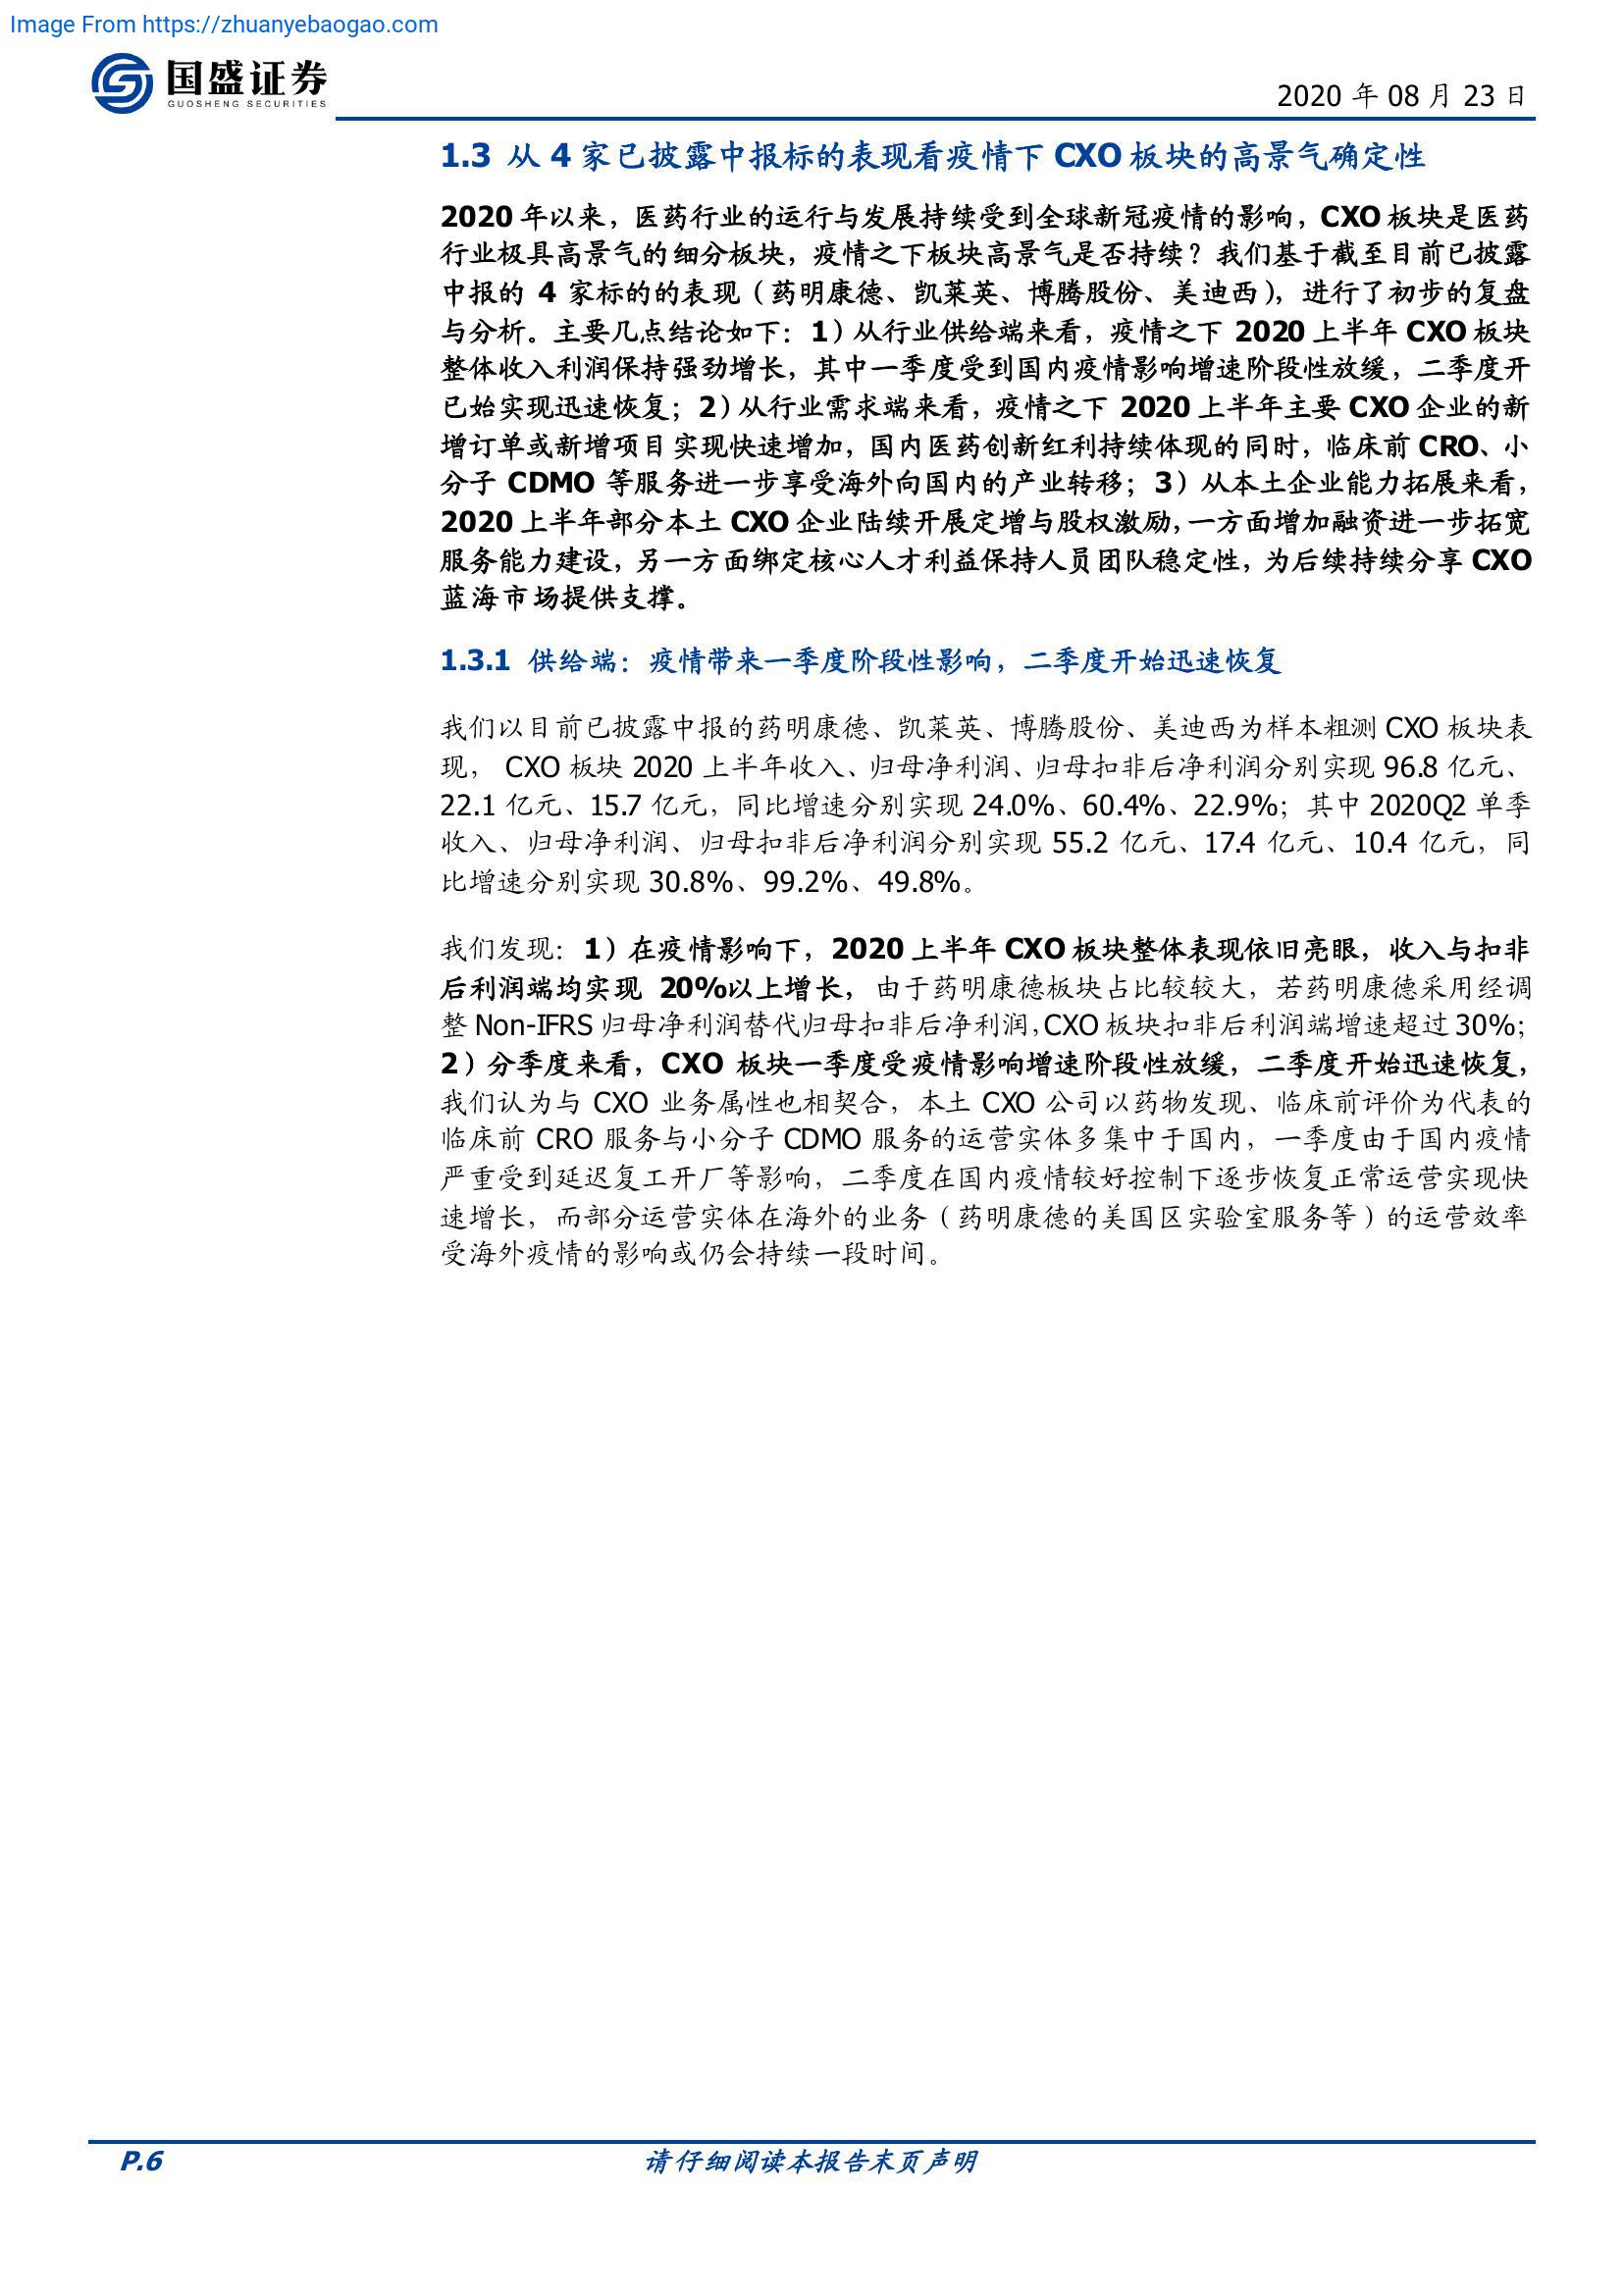 Image From https://zhuanyebaogao.com
国盛证券
GUOSHENG SECURITIES
2020 年 08 月 23 日
1.3 从 4 家已披露中报标的表现看疫情下 CXO 板块的高景气确定性
2020 年以来，医药行业的运行与发展持续受到全球新冠疫情的影响，CXO 板块是医药
行业极具高景气的细分板块，疫情之下板块高景气是否持续？我们基于截至目前已披露
中报的 4 家标的的表现（药明康德、凯莱英、博腾股份、美迪西），进行了初步的复盘
与分析。主要几点结论如下：1）从行业供给端来看，疫情之下 2020 上半年 CXO 板块
整体收入利润保持强劲增长，其中一季度受到国内疫情影响增速阶段性放缓，二季度开
已始实现迅速恢复；2）从行业需求端来看，疫情之下 2020 上半年主要 CXO 企业的新
增订单或新增项目实现快速增加，国内医药创新红利持续体现的同时，临床前 CRO、小
分子 CDMO 等服务进一步享受海外向国内的产业转移；3）从本土企业能力拓展来看，
2020 上半年部分本土 CXO 企业陆续开展定增与股权激励，一方面增加融资进一步拓宽
服务能力建设，另一方面绑定核心人才利益保持人员团队稳定性，为后续持续分享 CXO
蓝海市场提供支撑。
1.3.1 供给端：疫情带来一季度阶段性影响，二季度开始迅速恢复
我们以目前已披露中报的药明康德、凯莱英、博腾股份、美迪西为样本粗测 CXO 板块表
现， CXO 板块 2020 上半年收入、归母净利润、归母扣非后净利润分别实现 96.8 亿元、
22.1 亿元、15.7 亿元，同比增速分别实现 24.0%、60.4%、22.9%；其中 2020Q2 单季
收入、归母净利润、归母扣非后净利润分别实现 55.2 亿元、17.4 亿元、10.4 亿元，同
比增速分别实现 30.8%、99.2%、49.8%。
我们发现：1）在疫情影响下，2020 上半年 CXO 板块整体表现依旧亮眼，收入与扣非
后利润端均实现 20%以上增长，由于药明康德板块占比较较大，若药明康德采用经调
整 Non-IFRS 归母净利润替代归母扣非后净利润，CXO 板块扣非后利润端增速超过 30%；
2）分季度来看，CXO 板块一季度受疫情影响增速阶段性放缓，二季度开始迅速恢复，
我们认为与 CXO 业务属性也相契合，本土 CXO 公司以药物发现、临床前评价为代表的
临床前 CRO 服务与小分子 CDMO 服务的运营实体多集中于国内，一季度由于国内疫情
严重受到延迟复工开厂等影响，二季度在国内疫情较好控制下逐步恢复正常运营实现快
速增长，而部分运营实体在海外的业务（药明康德的美国区实验室服务等）的运营效率
受海外疫情的影响或仍会持续一段时间。
P.6
请仔细阅读本报告末页声明